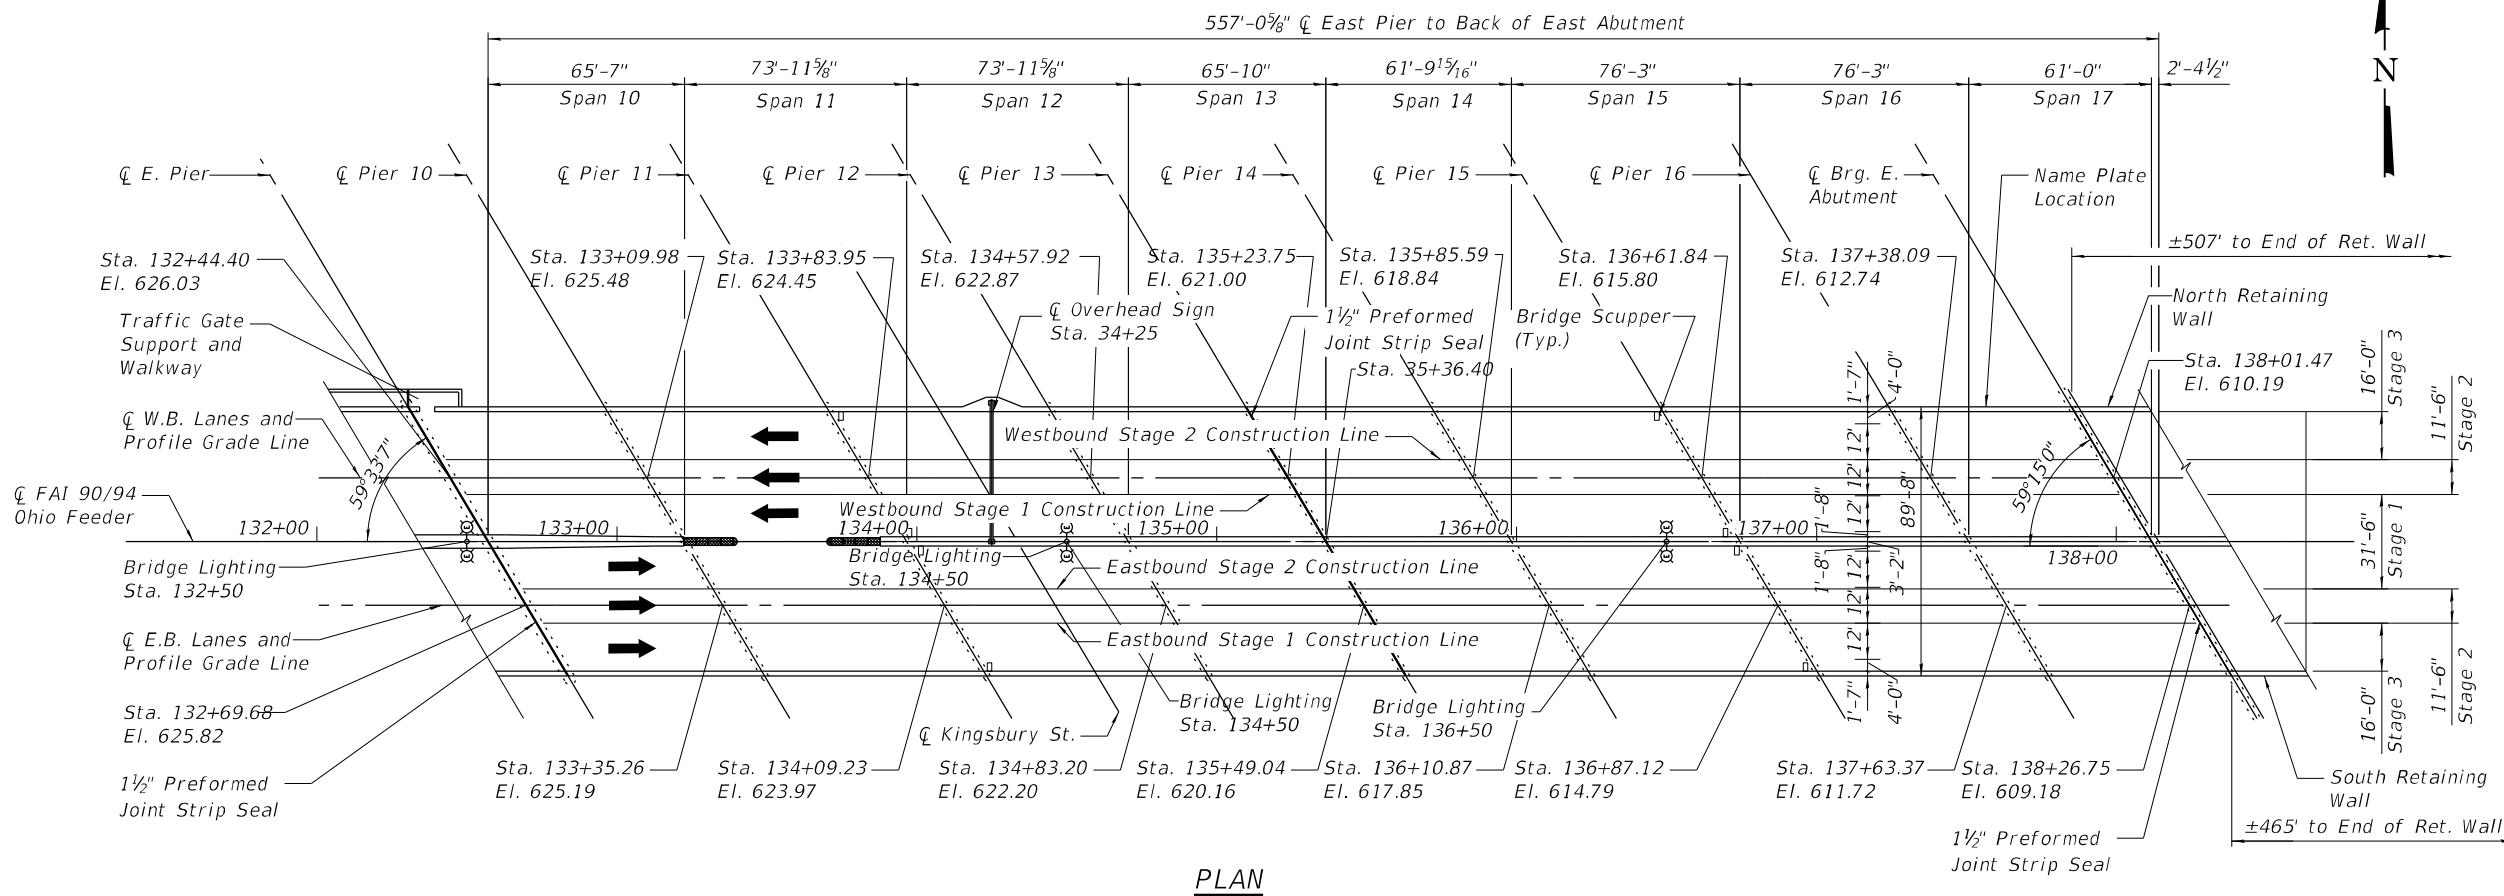 557'-0⅝" ℄ East Pier to Back of East Abutment
65'-7"
Span 10
73'-11⅝"
Span 11
73'-11⅝"
Span 12
65'-10"
Span 13
61'-9 15/16"
Span 14
76'-3"
Span 15
76'-3"
Span 16
61'-0"
Span 17
2'-4½"
N
℄ E. Pier
℄ Pier 10
℄ Pier 11
℄ Pier 12
℄ Pier 13
℄ Pier 14
℄ Pier 15
℄ Pier 16
℄ Brg. E.
Abutment
Name Plate
Location
±507' to End of Ret. Wall
Sta. 132+44.40
El. 626.03
Sta. 133+09.98
El. 625.48
Sta. 133+83.95
El. 624.45
Sta. 134+57.92
El. 622.87
Sta. 135+23.75
El. 621.00
Sta. 135+85.59
El. 618.84
Sta. 136+61.84
El. 615.80
Sta. 137+38.09
El. 612.74
North Retaining
Wall
Sta. 138+01.47
El. 610.19
Traffic Gate
Support and
Walkway
℄ Overhead Sign
Sta. 34+25
1½" Preformed
Joint Strip Seal
Sta. 35+36.40
Bridge Scupper
(Typ.)
℄ W.B. Lanes and
Profile Grade Line
59°33'7"
Westbound Stage 2 Construction Line
Westbound Stage 1 Construction Line
59°15'0"
℄ FAI 90/94
Ohio Feeder
132+00
133+00
134+00
135+00
136+00
137+00
138+00
Bridge Lighting
Sta. 132+50
Bridge Lighting
Sta. 134+50
Eastbound Stage 2 Construction Line
Eastbound Stage 1 Construction Line
℄ E.B. Lanes and
Profile Grade Line
1'-7"
4'-0"
12'
12'
12'
1'-8"
89'-8"
1'-8"
3'-2"
12'
12'
12'
1'-7"
4'-0"
16'-0"
Stage 3
11'-6"
Stage 2
31'-6"
Stage 1
16'-0"
Stage 3
11'-6"
Stage 2
Sta. 132+69.68
El. 625.82
1½" Preformed
Joint Strip Seal
℄ Kingsbury St.
Bridge Lighting
Sta. 134+50
Bridge Lighting
Sta. 136+50
Sta. 133+35.26
El. 625.19
Sta. 134+09.23
El. 623.97
Sta. 134+83.20
El. 622.20
Sta. 135+49.04
El. 620.16
Sta. 136+10.87
El. 617.85
Sta. 136+87.12
El. 614.79
Sta. 137+63.37
El. 611.72
Sta. 138+26.75
El. 609.18
South Retaining
Wall
±465' to End of Ret. Wall
1½" Preformed
Joint Strip Seal
PLAN